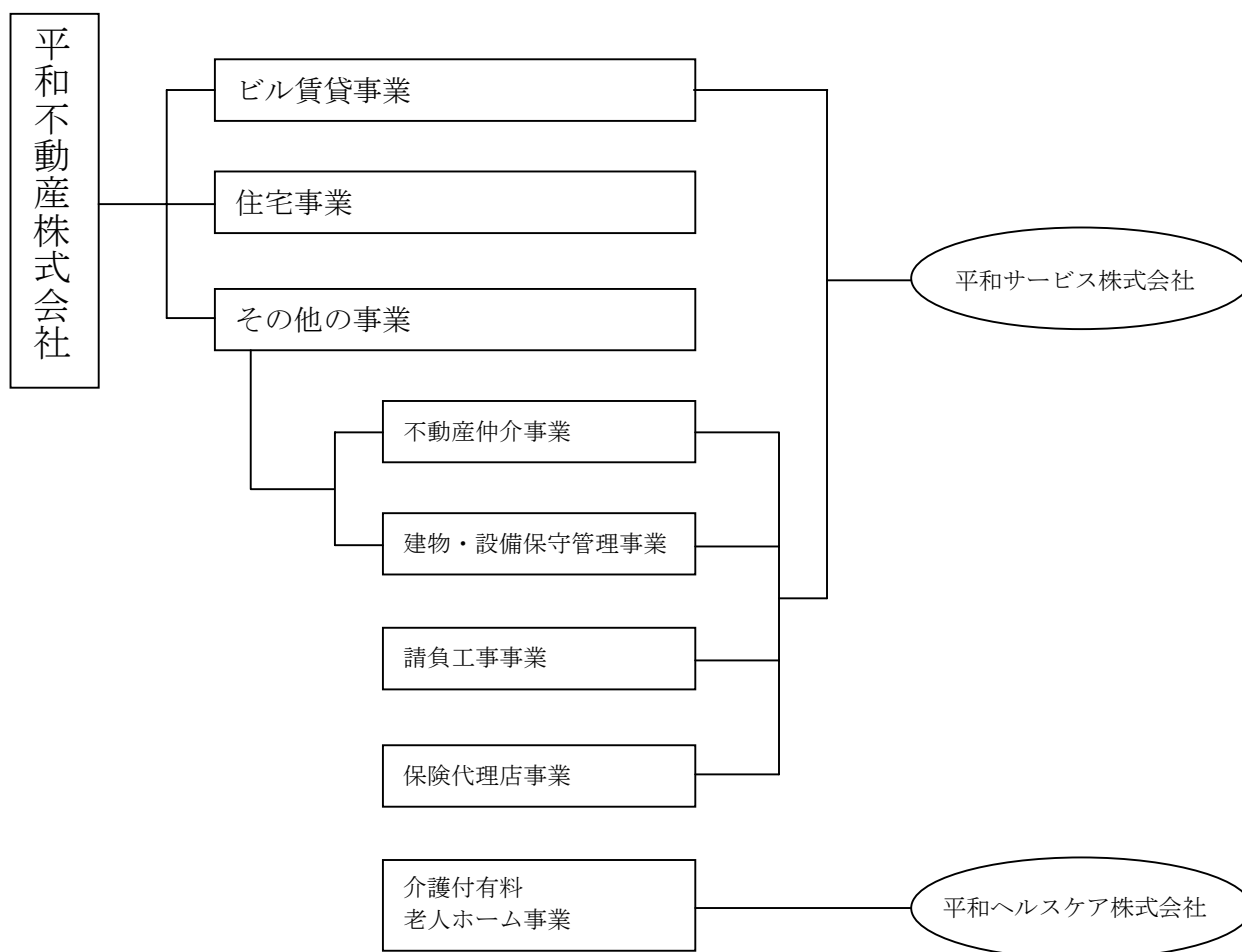 平和不動産株式会社
ビル賃貸事業
住宅事業
その他の事業
平和サービス株式会社
不動産仲介事業
建物・設備保守管理事業
請負工事事業
保険代理店事業
介護付有料
老人ホーム事業
平和ヘルスケア株式会社